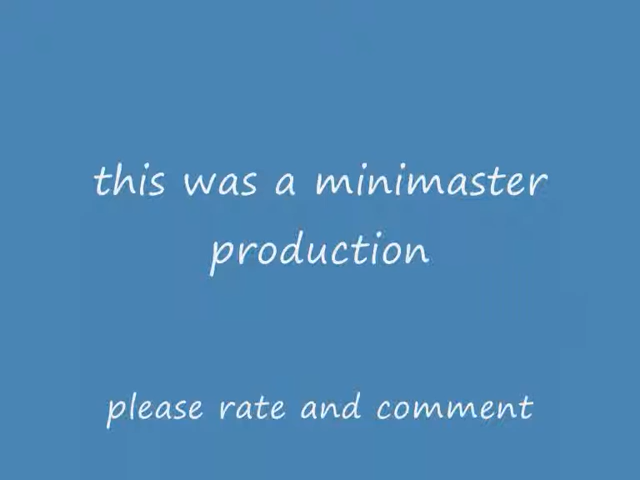 this was a minimaster
production
please rate and comment